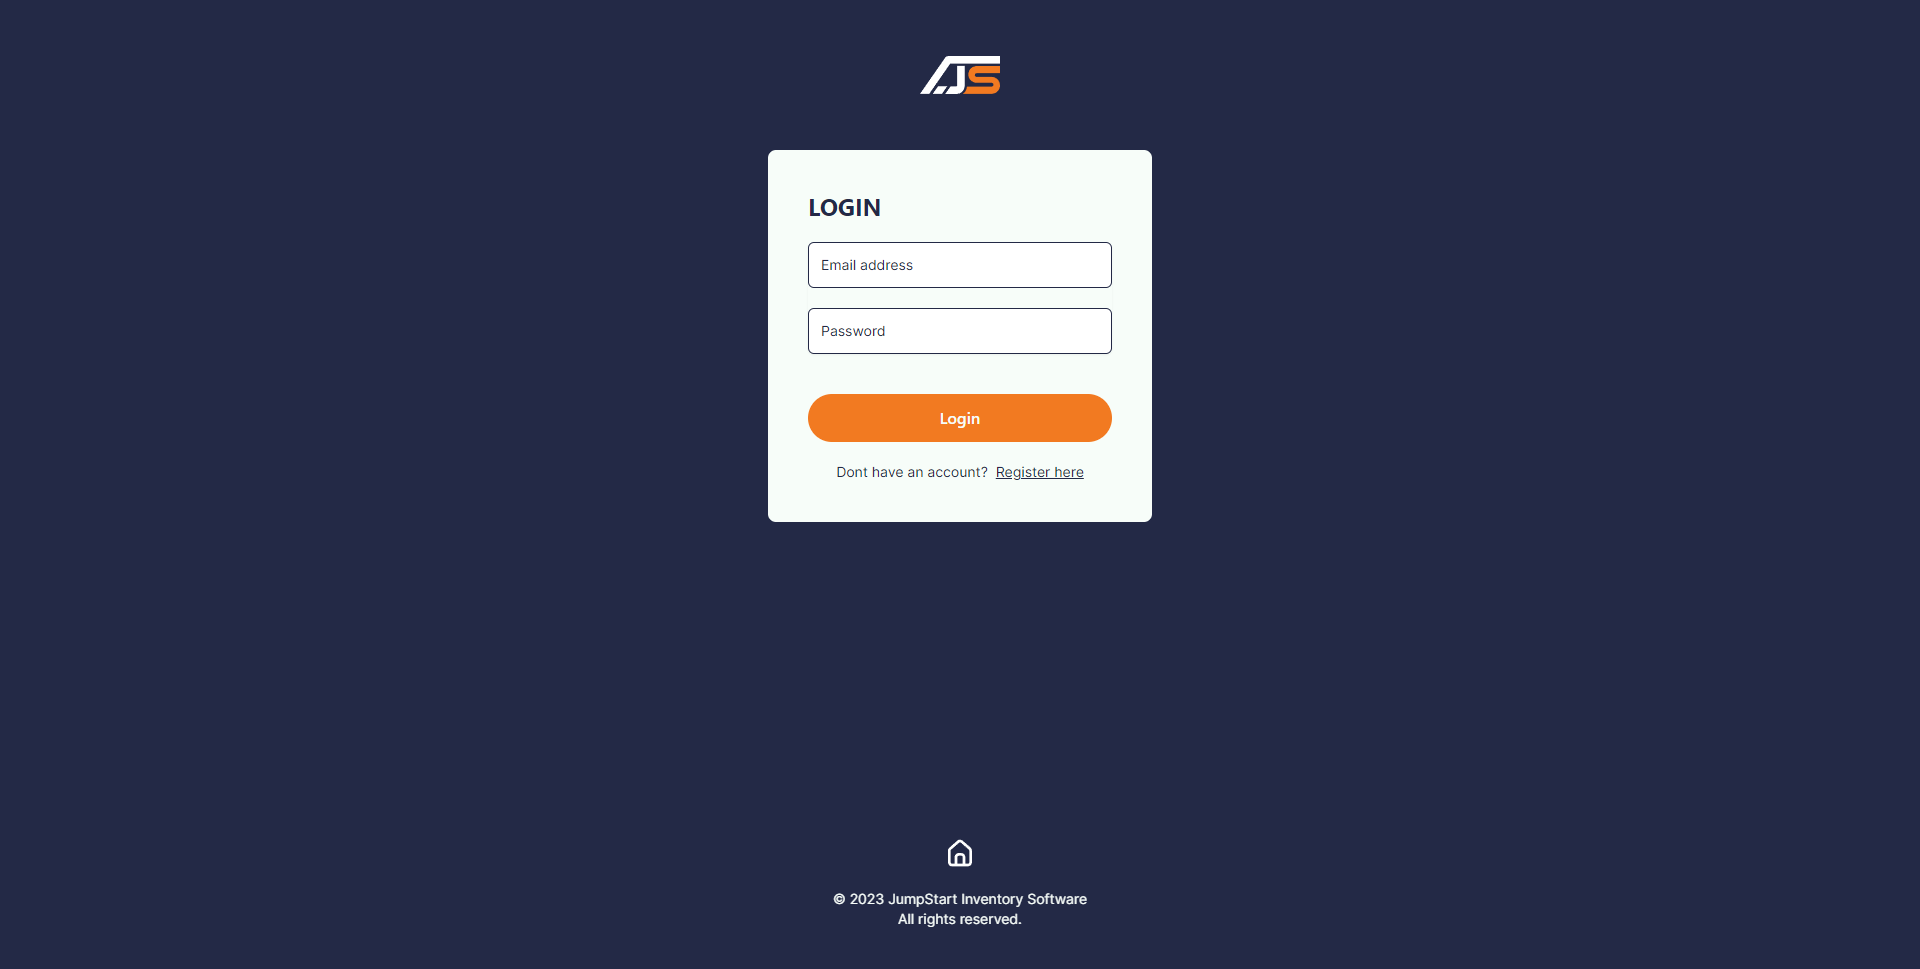 JS
LOGIN
Email address
Password
Login
Dont have an account? Register here
© 2023 JumpStart Inventory Software
All rights reserved.